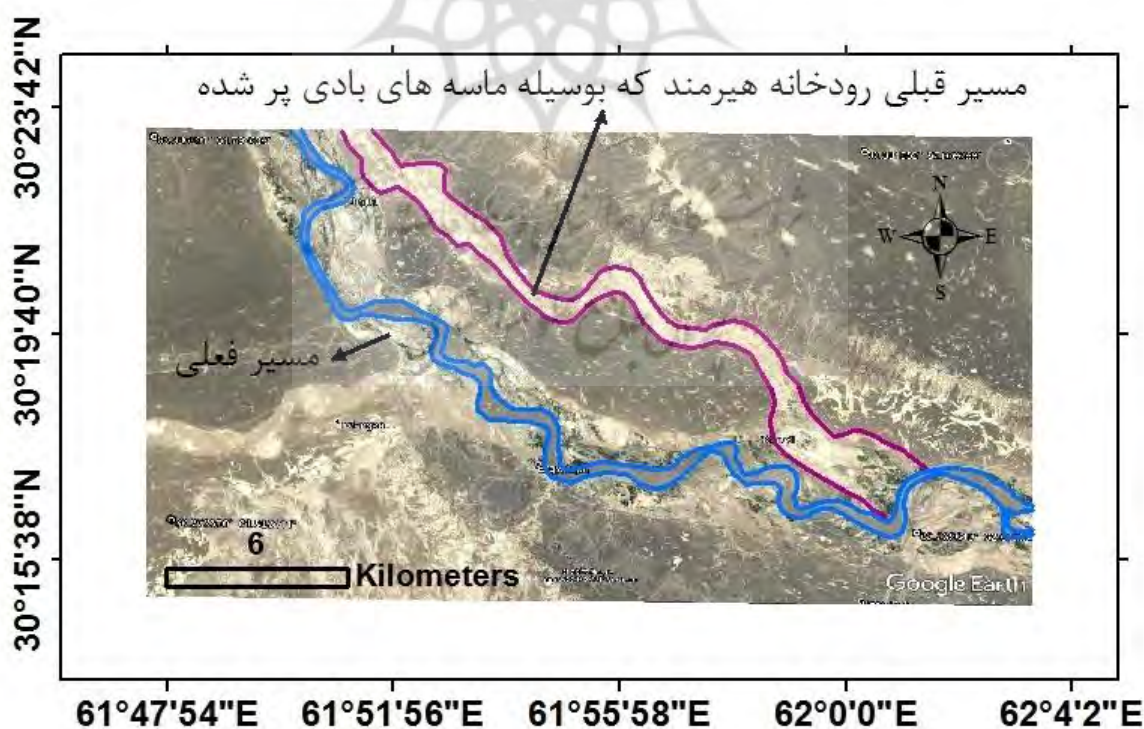 30°23'42"N
مسیر قبلی رودخانه هیرمند که بوسیله ماسه های بادی پر شده
N
W E
S
30°19'40"N
مسیر فعلی
30°15'38"N
6
Kilometers
Google Earth
61°47'54"E 61°51'56"E 61°55'58"E 62°0'0"E 62°4'2"E